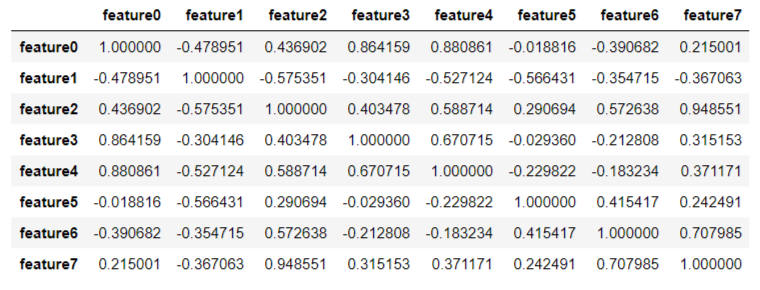 feature0 feature1 feature2 feature3 feature4 feature5 feature6 feature7
feature0 1.000000 -0.478951 0.436902 0.864159 0.880861 -0.018816 -0.390682 0.215001
feature1 -0.478951 1.000000 -0.575351 -0.304146 -0.527124 -0.566431 -0.354715 -0.367063
feature2 0.436902 -0.575351 1.000000 0.403478 0.588714 0.290694 0.572638 0.948551
feature3 0.864159 -0.304146 0.403478 1.000000 0.670715 -0.029360 -0.212808 0.315153
feature4 0.880861 -0.527124 0.588714 0.670715 1.000000 -0.229822 -0.183234 0.371171
feature5 -0.018816 -0.566431 0.290694 -0.029360 -0.229822 1.000000 0.415417 0.242491
feature6 -0.390682 -0.354715 0.572638 -0.212808 -0.183234 0.415417 1.000000 0.707985
feature7 0.215001 -0.367063 0.948551 0.315153 0.371171 0.242491 0.707985 1.000000